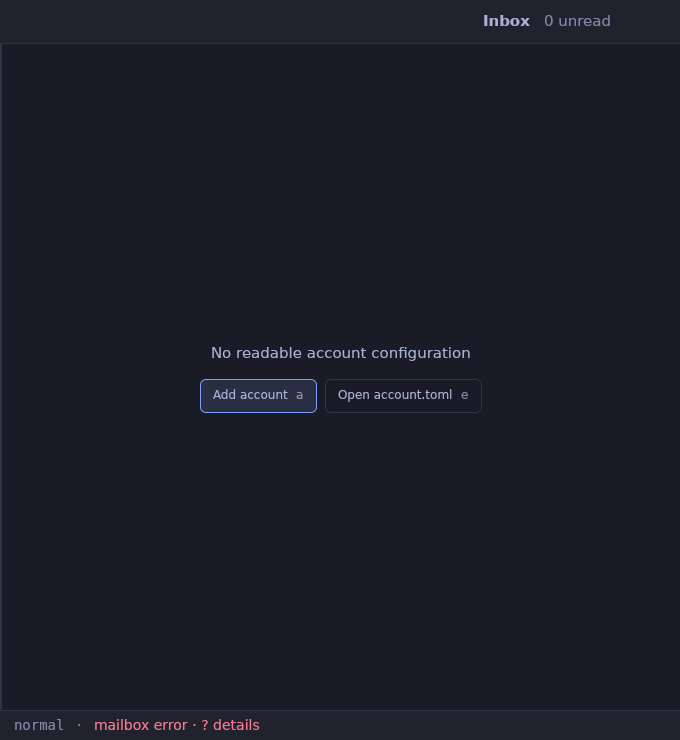 Inbox 0 unread
No readable account configuration
Add account a Open account.toml e
normal · mailbox error · ? details